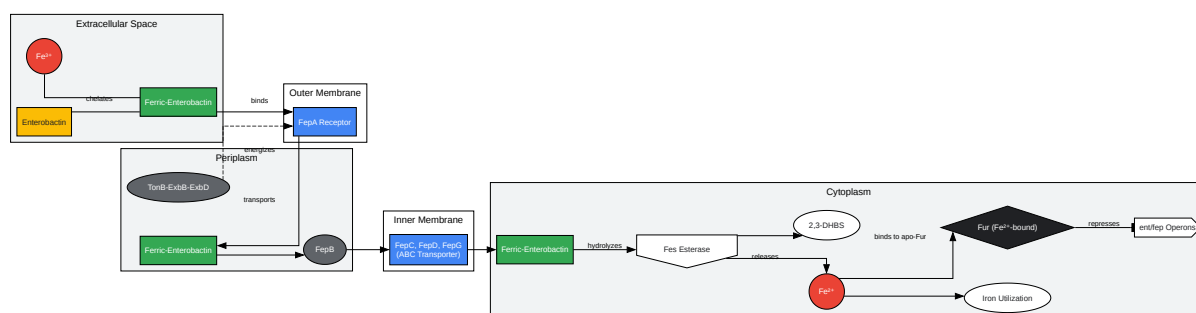 Extracellular Space
Fe³⁺
chelates
Ferric-Enterobactin
Enterobactin
binds
Outer Membrane
FepA Receptor
energizes
Periplasm
TonB-ExbB-ExbD
transports
Ferric-Enterobactin
FepB
Inner Membrane
FepC, FepD, FepG
(ABC Transporter)
Cytoplasm
Ferric-Enterobactin
hydrolyzes
Fes Esterase
2,3-DHBS
releases
Fe²⁺
binds to apo-Fur
Fur (Fe²⁺-bound)
represses
ent/fep Operons
Iron Utilization